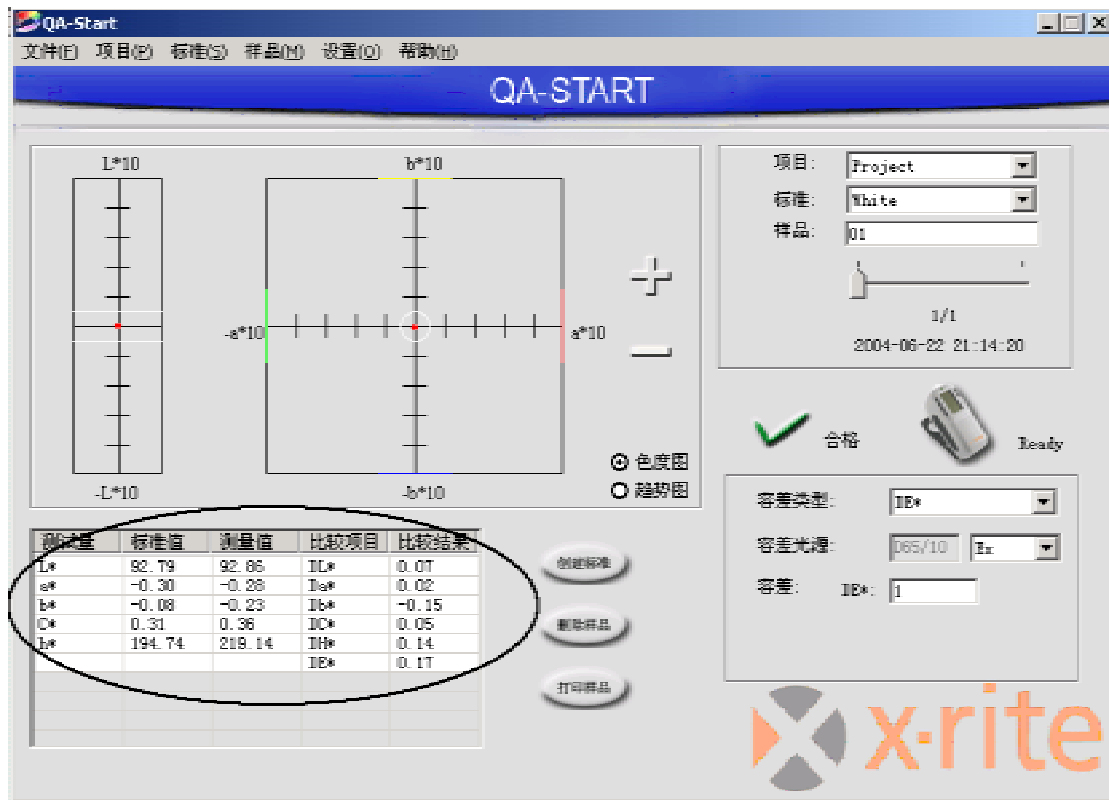 QA-Start
文件(F) 项目(P) 标准(S) 样品(M) 设置(O) 帮助(H)
QA-START
L*10
b*10
-a*10
a*10
-L*10
-b*10
色度图
趋势图
项目: Project
标准: White
样品: 01
1/1
2004-06-22 21:14:20
合格
Ready
测试量 标准值 测量值 比较项目 比较结果
L* 92.79 92.86 DL* 0.07
a* -0.30 -0.28 Da* 0.02
b* -0.08 -0.23 Db* -0.15
C* 0.31 0.36 DC* 0.05
h* 194.74 219.14 DH* 0.14
DE* 0.17
创建标准
删除样品
打印样品
容差类型: DE*
容差光源: D65/10 Ex
容差: DE*: 1
x·rite